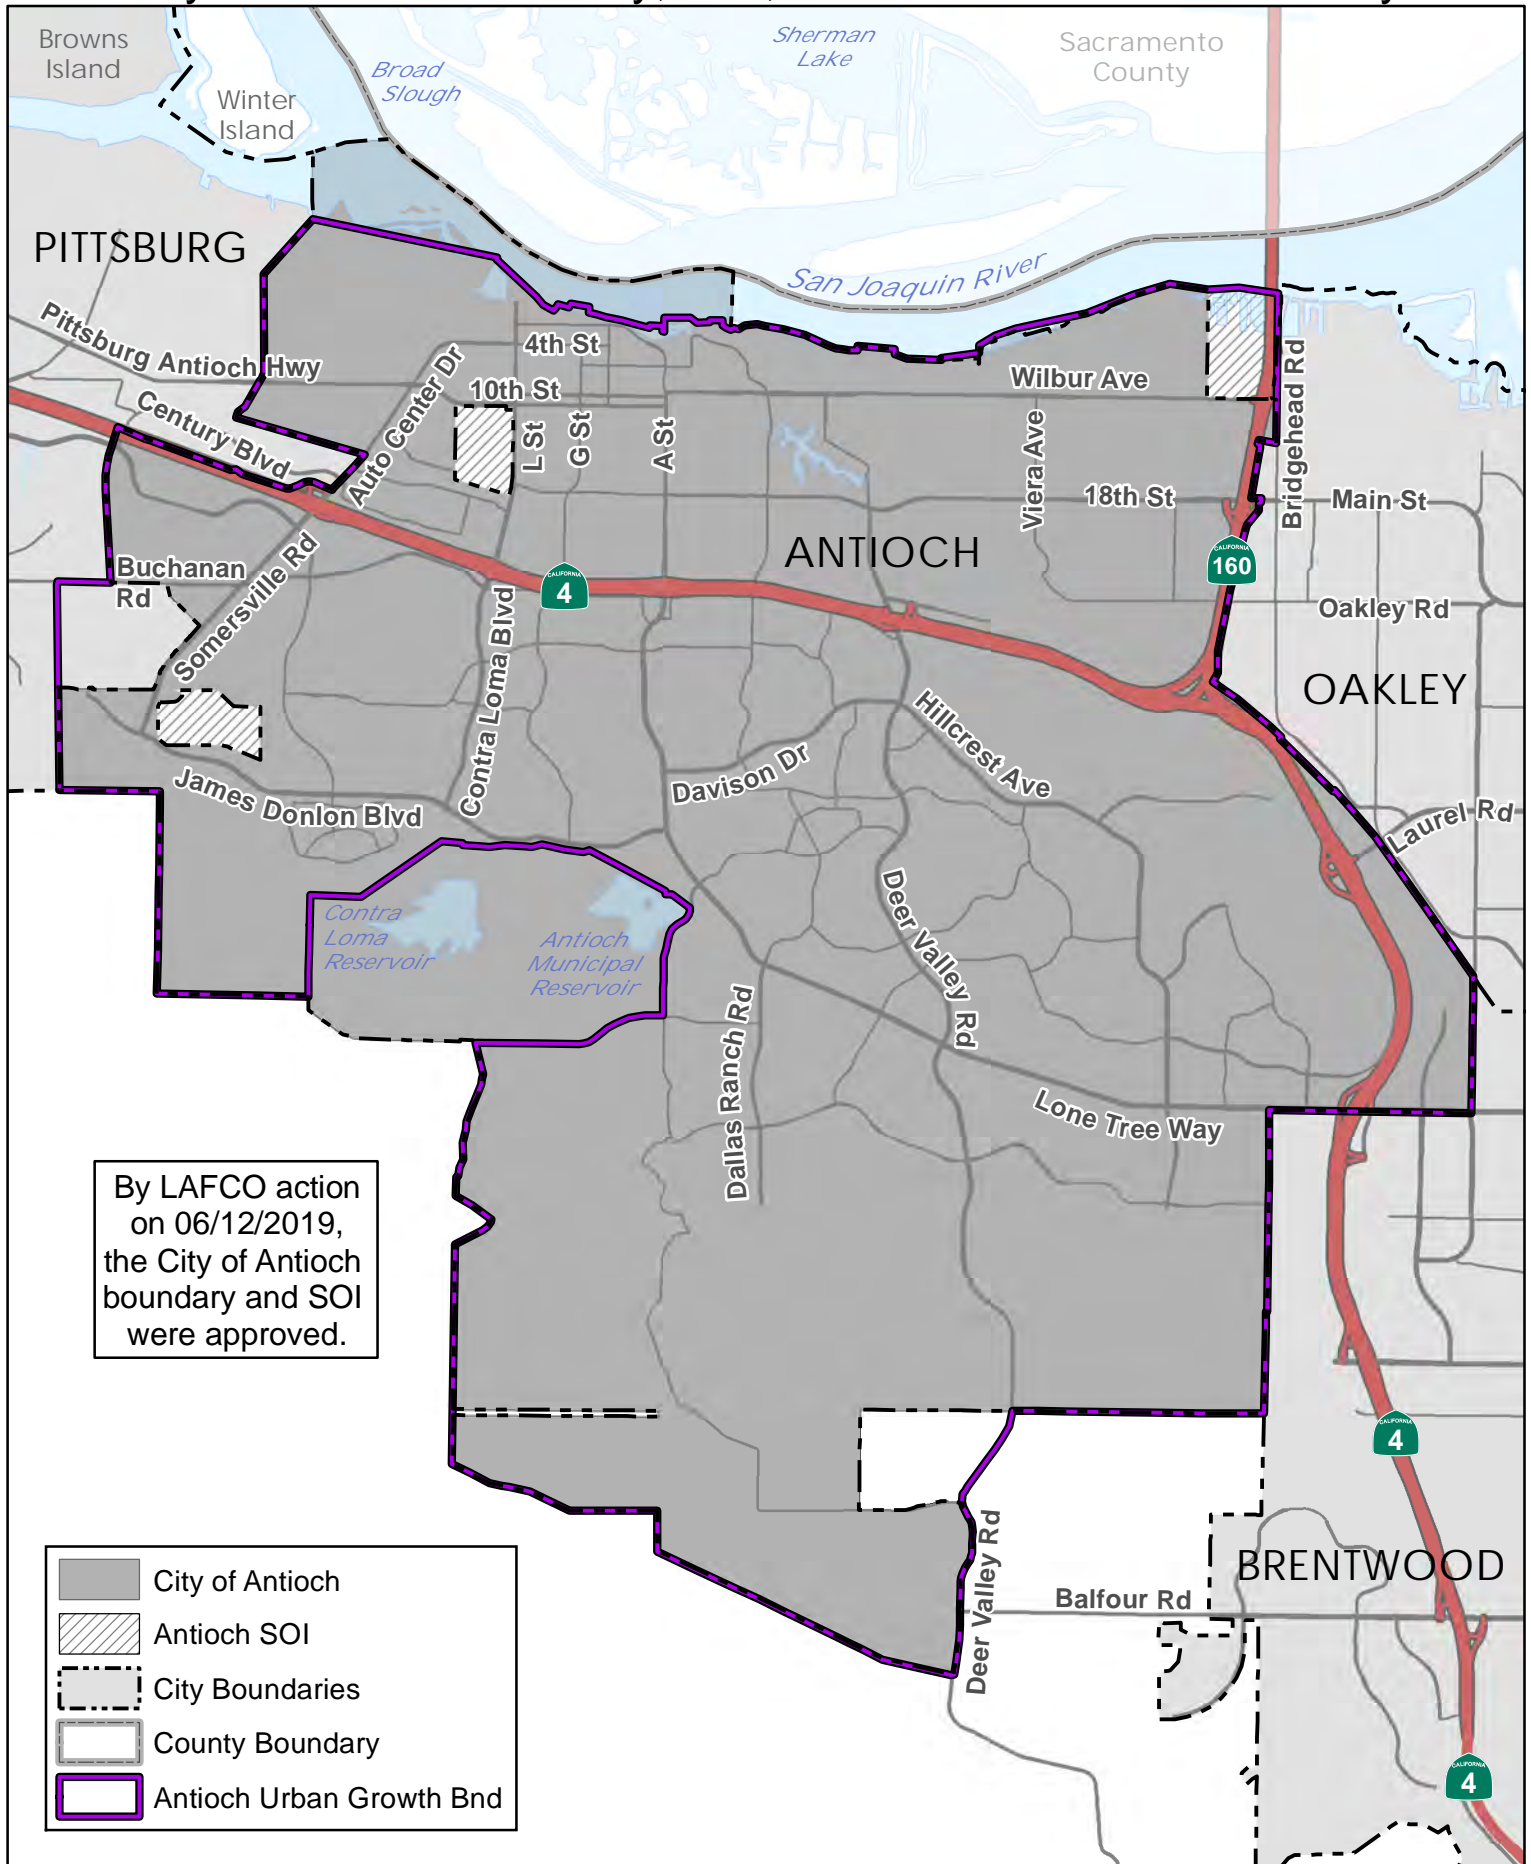 Browns
Island
Winter
Island
Broad
Slough
Sherman
Lake
Sacramento
County
PITTSBURG
San Joaquin River
Pittsburg Antioch Hwy
4th St
10th St
Wilbur Ave
Century Blvd
Auto Center Dr
L St
G St
A St
Viera Ave
18th St
Bridgehead Rd
Main St
ANTIOCH
CALIFORNIA
160
CALIFORNIA
4
Buchanan
Rd
Somersville Rd
Contra Loma Blvd
Oakley Rd
OAKLEY
Hillcrest Ave
Davison Dr
James Donlon Blvd
Laurel Rd
Contra
Loma
Reservoir
Antioch
Municipal
Reservoir
Deer Valley Rd
Dallas Ranch Rd
Lone Tree Way
By LAFCO action
on 06/12/2019,
the City of Antioch
boundary and SOI
were approved.
CALIFORNIA
4
Deer Valley Rd
Balfour Rd
BRENTWOOD
CALIFORNIA
4
City of Antioch
Antioch SOI
City Boundaries
County Boundary
Antioch Urban Growth Bnd